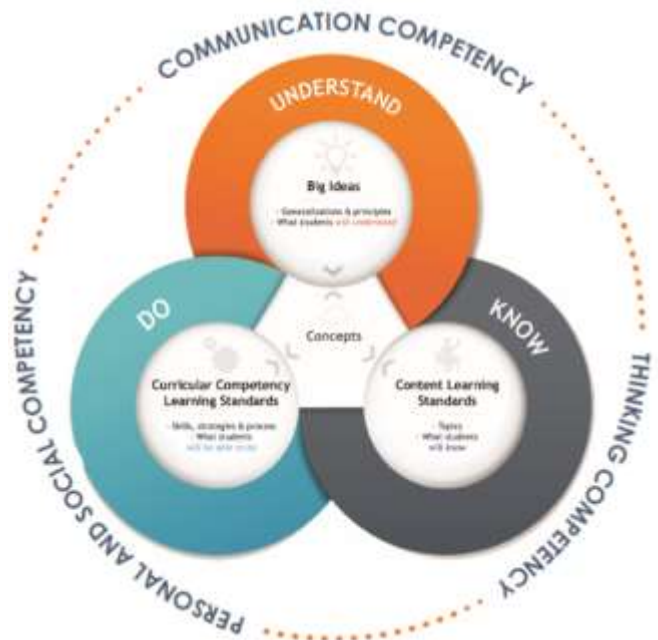 COMMUNICATION COMPETENCY
UNDERSTAND
Big Ideas
- Generalizations & principles
- What students will understand
DO
Concepts
KNOW
Curricular Competency
Learning Standards
- Skills, strategies & process
- What students
will be able to do
Content Learning
Standards
- Topics
- What students
will know
PERSONAL AND SOCIAL COMPETENCY
THINKING COMPETENCY